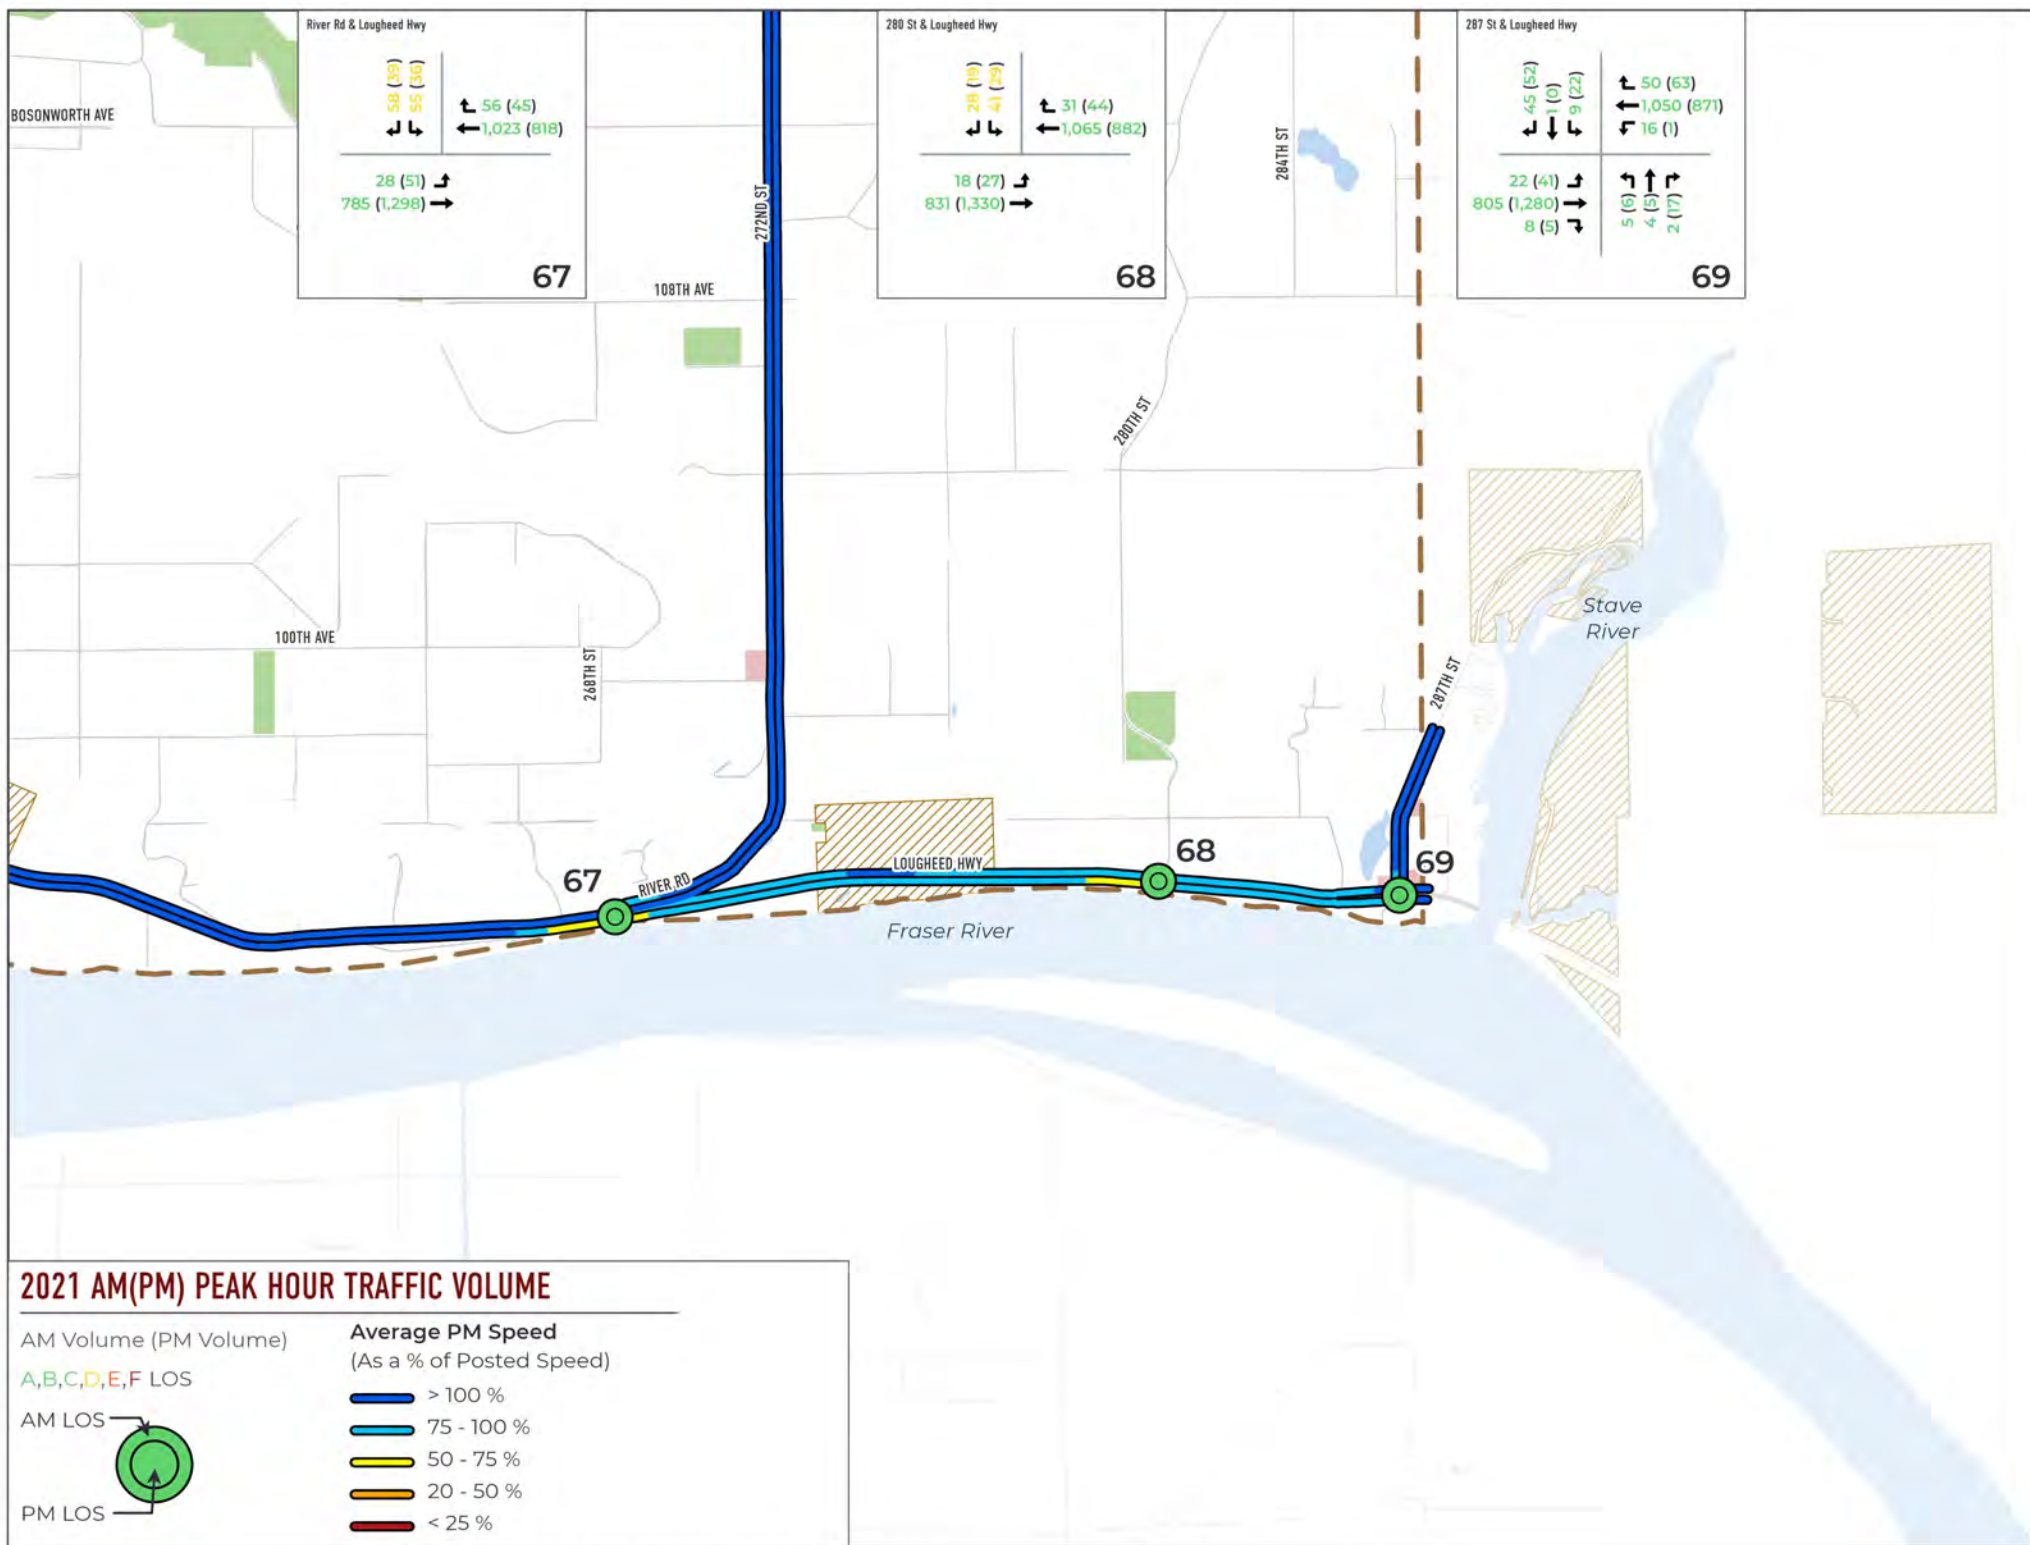 River Rd & Lougheed Hwy
58 (39)
55 (36)
56 (45)
1,023 (818)
28 (51)
785 (1,298)
67
280 St & Lougheed Hwy
28 (19)
41 (29)
31 (44)
1,065 (882)
18 (27)
831 (1,330)
68
287 St & Lougheed Hwy
45 (52)
1 (0)
9 (22)
50 (63)
1,050 (871)
16 (1)
22 (41)
805 (1,280)
8 (5)
5 (6)
4 (5)
2 (17)
69
BOSONWORTH AVE
272ND ST
284TH ST
108TH AVE
280TH ST
Stave
River
100TH AVE
268TH ST
287TH ST
67
RIVER RD
LOUGHEED HWY
68
69
Fraser River
2021 AM(PM) PEAK HOUR TRAFFIC VOLUME
AM Volume (PM Volume)
A,B,C,D,E,F LOS
AM LOS
PM LOS
Average PM Speed
(As a % of Posted Speed)
> 100 %
75 - 100 %
50 - 75 %
20 - 50 %
< 25 %